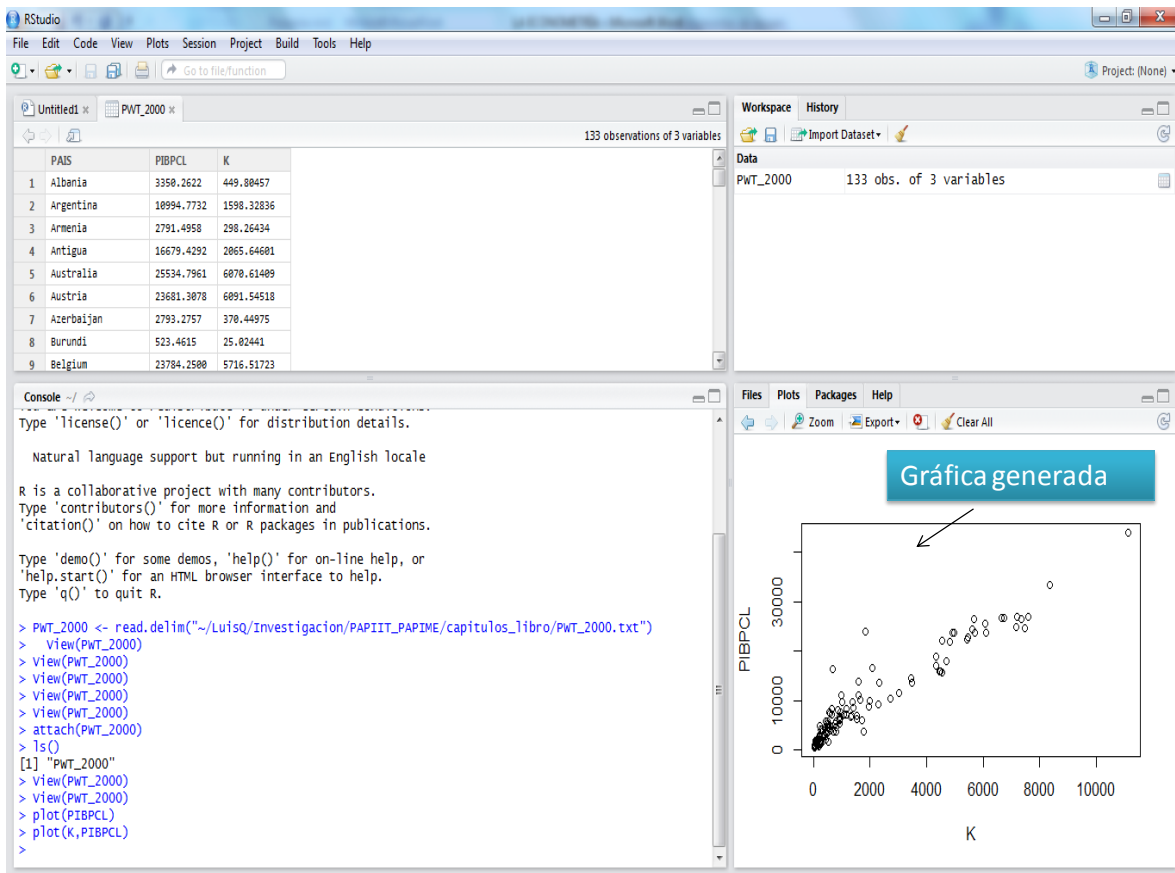 RStudio
File Edit Code View Plots Session Project Build Tools Help
Go to file/function
Project: (None)
Untitled1 PWT_2000
133 observations of 3 variables
PAIS PIBPCL K
1 Albania 3350.2622 449.80457
2 Argentina 10994.7732 1598.32836
3 Armenia 2791.4958 298.26434
4 Antigua 16679.4292 2065.64601
5 Australia 25534.7961 6070.61409
6 Austria 23681.3078 6091.54518
7 Azerbaijan 2793.2757 370.44975
8 Burundi 523.4615 25.02441
9 Belgium 23784.2500 5716.51723
Workspace History
Import Dataset
Data
PWT_2000 133 obs. of 3 variables
Console ~/
Type 'license()' or 'licence()' for distribution details.
Natural language support but running in an English locale
R is a collaborative project with many contributors.
Type 'contributors()' for more information and
'citation()' on how to cite R or R packages in publications.
Type 'demo()' for some demos, 'help()' for on-line help, or
'help.start()' for an HTML browser interface to help.
Type 'q()' to quit R.
> PWT_2000 <- read.delim("~/LuisQ/Investigacion/PAPIIT_PAPIME/capitulos_libro/PWT_2000.txt")
> View(PWT_2000)
> View(PWT_2000)
> View(PWT_2000)
> View(PWT_2000)
> View(PWT_2000)
> attach(PWT_2000)
> ls()
[1] "PWT_2000"
> View(PWT_2000)
> View(PWT_2000)
> plot(PIBPCL)
> plot(K,PIBPCL)
>
Files Plots Packages Help
Zoom Export Clear All
Gráfica generada
PIBPCL
30000
10000
0
0 2000 4000 6000 8000 10000
K